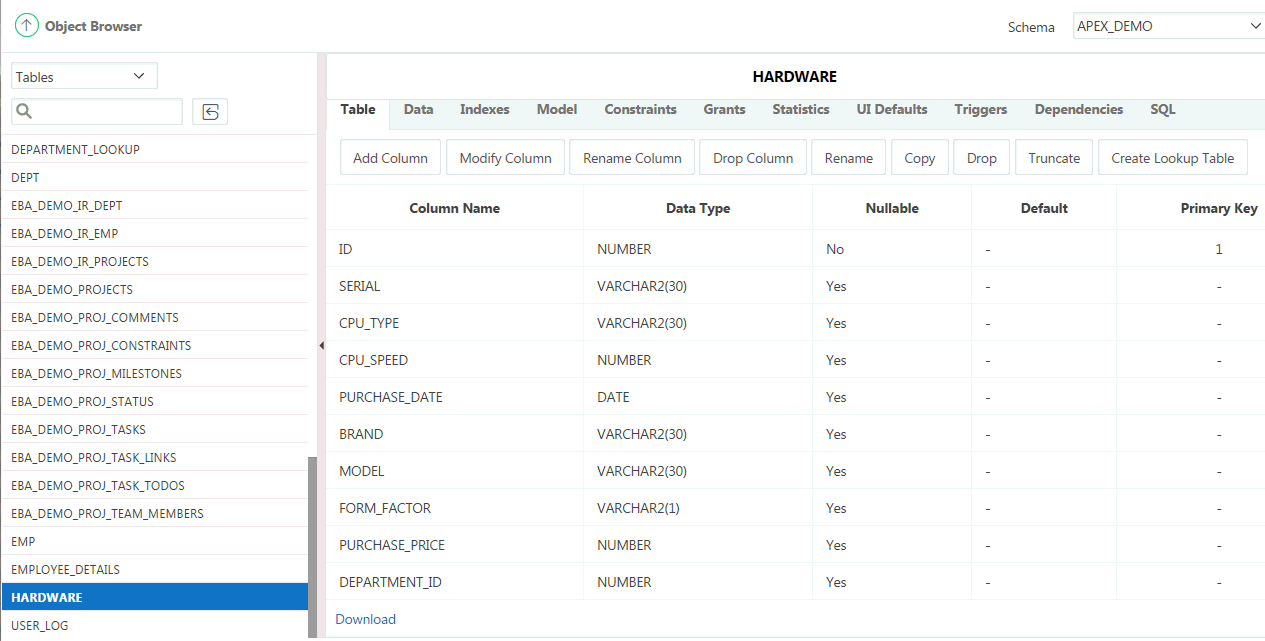 Object Browser
Schema APEX_DEMO
Tables
DEPARTMENT_LOOKUP
DEPT
EBA_DEMO_IR_DEPT
EBA_DEMO_IR_EMP
EBA_DEMO_IR_PROJECTS
EBA_DEMO_PROJECTS
EBA_DEMO_PROJ_COMMENTS
EBA_DEMO_PROJ_CONSTRAINTS
EBA_DEMO_PROJ_MILESTONES
EBA_DEMO_PROJ_STATUS
EBA_DEMO_PROJ_TASKS
EBA_DEMO_PROJ_TASK_LINKS
EBA_DEMO_PROJ_TASK_TODOS
EBA_DEMO_PROJ_TEAM_MEMBERS
EMP
EMPLOYEE_DETAILS
HARDWARE
USER_LOG
HARDWARE
Table Data Indexes Model Constraints Grants Statistics UI Defaults Triggers Dependencies SQL
Add Column Modify Column Rename Column Drop Column Rename Copy Drop Truncate Create Lookup Table
Column Name Data Type Nullable Default Primary Key
ID NUMBER No - 1
SERIAL VARCHAR2(30) Yes - -
CPU_TYPE VARCHAR2(30) Yes - -
CPU_SPEED NUMBER Yes - -
PURCHASE_DATE DATE Yes - -
BRAND VARCHAR2(30) Yes - -
MODEL VARCHAR2(30) Yes - -
FORM_FACTOR VARCHAR2(1) Yes - -
PURCHASE_PRICE NUMBER Yes - -
DEPARTMENT_ID NUMBER Yes - -
Download